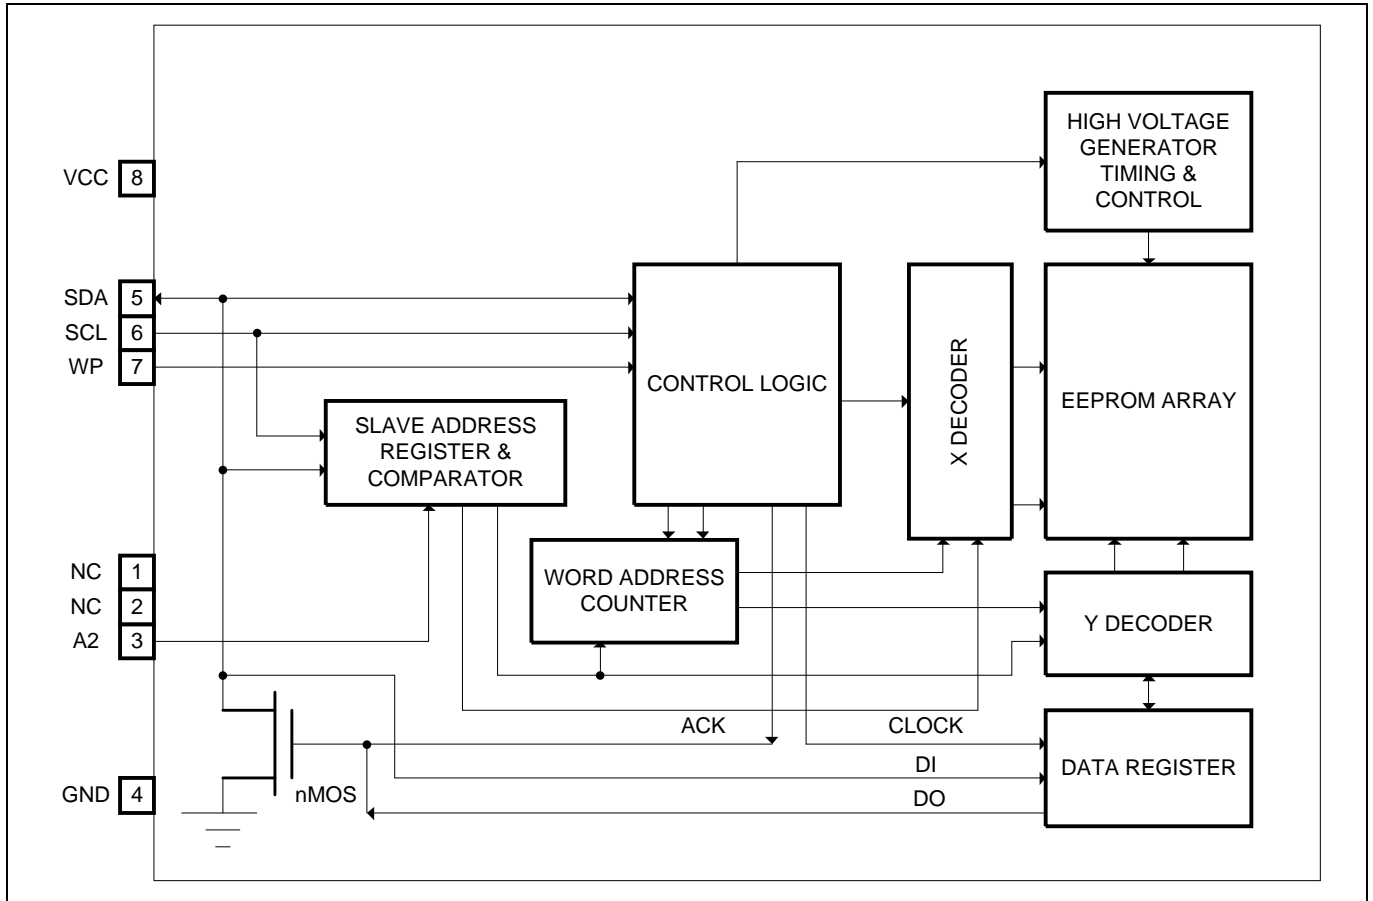 HIGH VOLTAGE
GENERATOR
TIMING &
CONTROL
VCC 8
SDA 5
SCL 6
WP 7
CONTROL LOGIC
X DECODER
EEPROM ARRAY
SLAVE ADDRESS
REGISTER &
COMPARATOR
NC 1
NC 2
A2 3
WORD ADDRESS
COUNTER
Y DECODER
ACK
CLOCK
DI
DO
DATA REGISTER
GND 4
nMOS